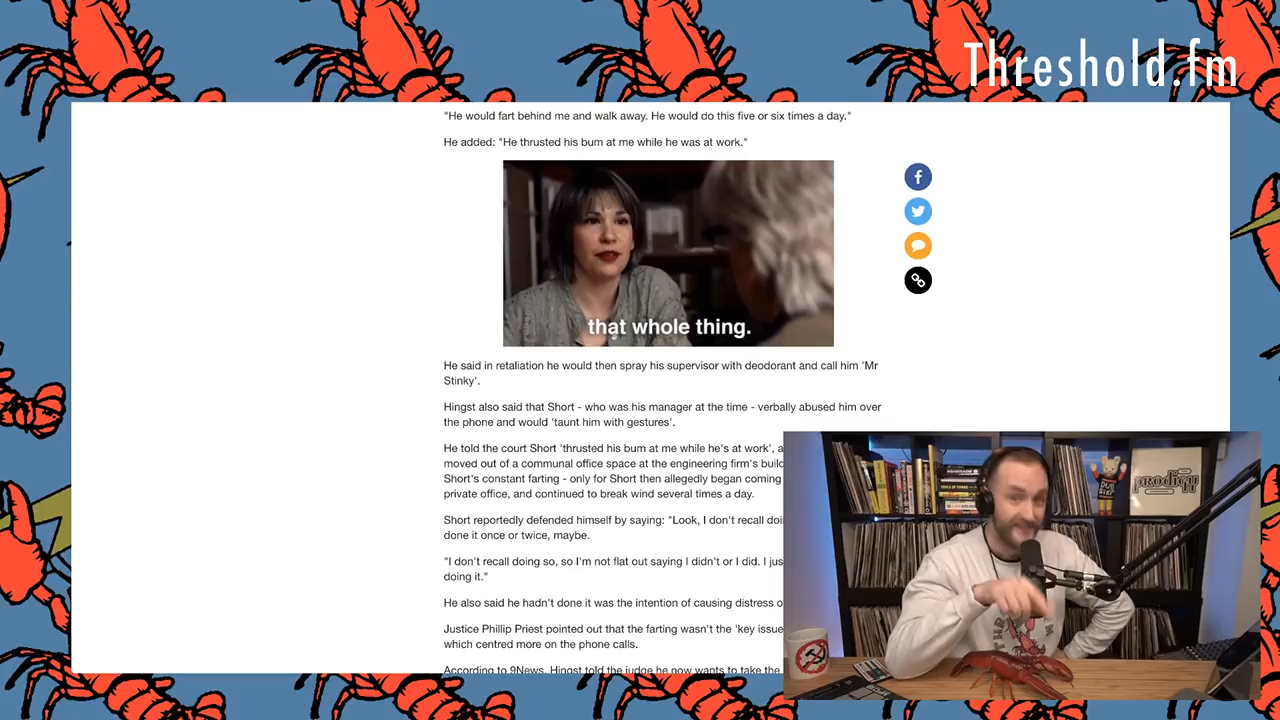 Threshold.fm
"He would fart behind me and walk away. He would do this five or six times a day."
He added: "He thrusted his bum at me while he was at work."
that whole thing.
He said in retaliation he would then spray his supervisor with deodorant and call him 'Mr
Stinky'.
Hingst also said that Short - who was his manager at the time - verbally abused him over
the phone and would 'taunt him with gestures'.
He told the court Short 'thrusted his bum at me while he's at work', a
moved out of a communal office space at the engineering firm's build
Short's constant farting - only for Short then allegedly began coming
private office, and continued to break wind several times a day.
Short reportedly defended himself by saying: "Look, I don't recall doi
done it once or twice, maybe.
"I don't recall doing so, so I'm not flat out saying I didn't or I did. I jus
doing it."
He also said he hadn't done it was the intention of causing distress o
Justice Phillip Priest pointed out that the farting wasn't the 'key issue
which centred more on the phone calls.
According to 9News, Hingst told the judge he now wants to take the
prodigy